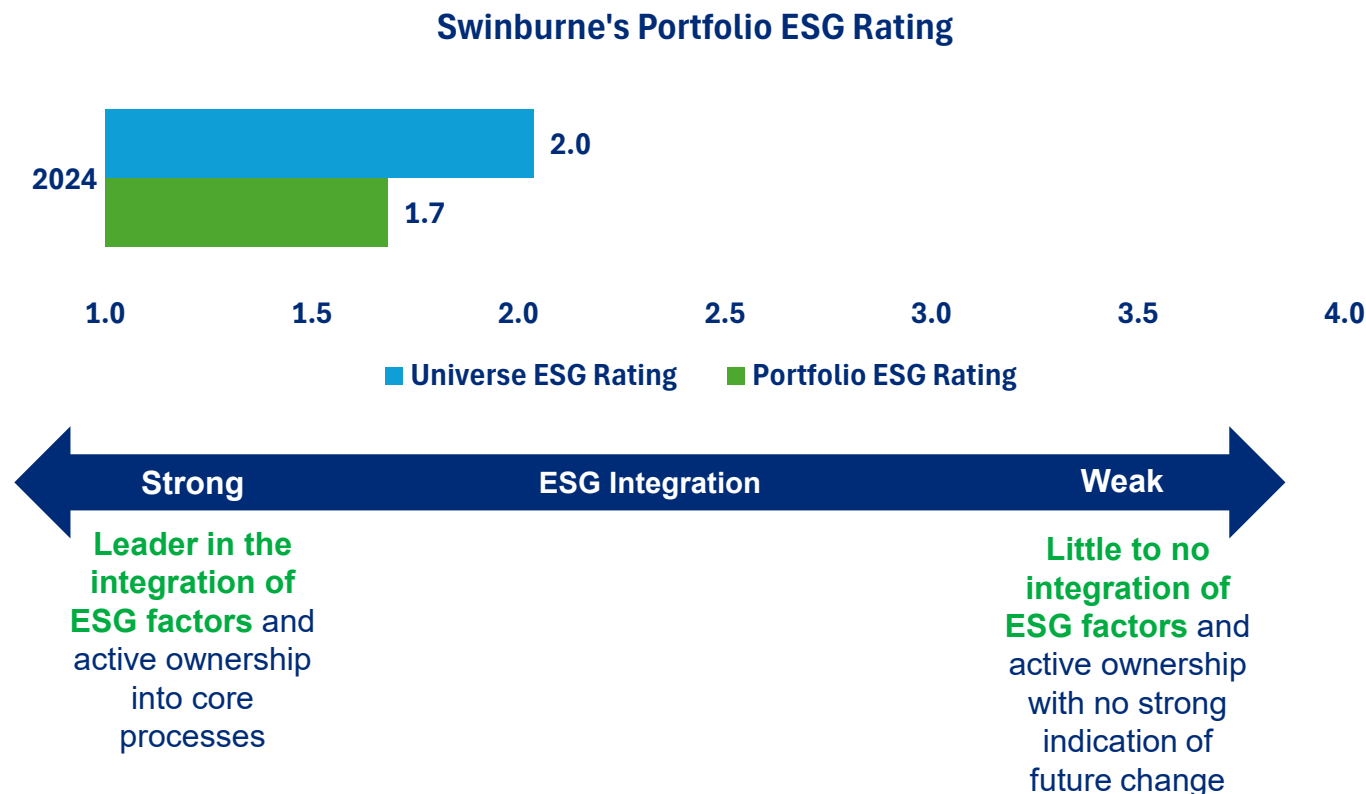 Swinburne's Portfolio ESG Rating
2.0
2024
1.7
1.0 1.5 2.0 2.5 3.0 3.5 4.0
Universe ESG Rating Portfolio ESG Rating
Strong ESG Integration Weak
Leader in the
integration of
ESG factors and
active ownership
into core
processes
Little to no
integration of
ESG factors and
active ownership
with no strong
indication of
future change